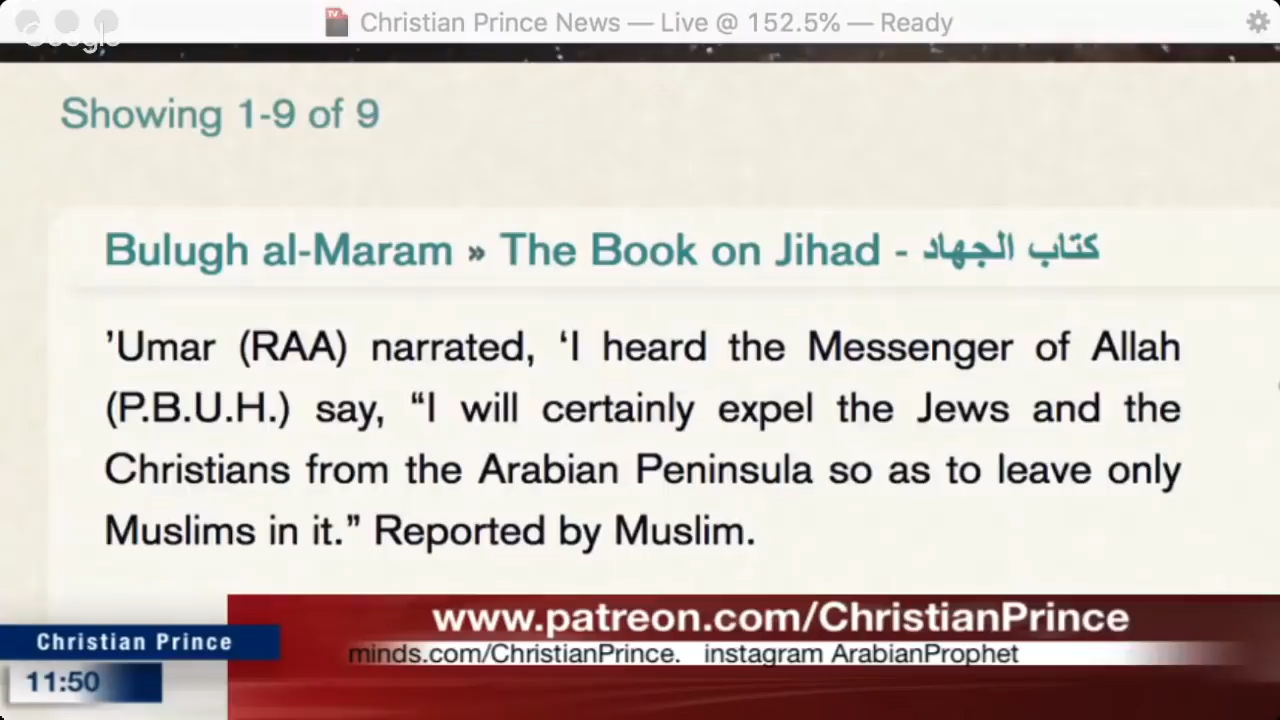 Christian Prince News — Live @ 152.5% — Ready
Google
Showing 1-9 of 9
Bulugh al-Maram » The Book on Jihad - كتاب الجهاد
’Umar (RAA) narrated, ‘I heard the Messenger of Allah
(P.B.U.H.) say, “I will certainly expel the Jews and the
Christians from the Arabian Peninsula so as to leave only
Muslims in it.” Reported by Muslim.
www.patreon.com/ChristianPrince
Christian Prince
minds.com/ChristianPrince. instagram ArabianProphet
11:50